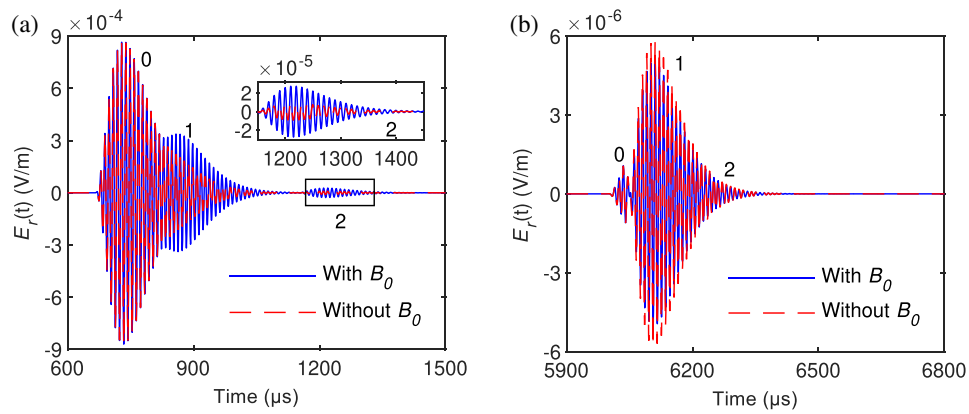 (a)
× 10⁻⁴
9
6
3
0
-3
-6
-9
E_r(t) (V/m)
600 900 1200 1500
Time (μs)
0
1
2
× 10⁻⁵
2
0
-2
1200 1300 1400
2
With B_0
Without B_0
(b)
× 10⁻⁶
6
3
0
-3
-6
E_r(t) (V/m)
5900 6200 6500 6800
Time (μs)
0
1
2
With B_0
Without B_0